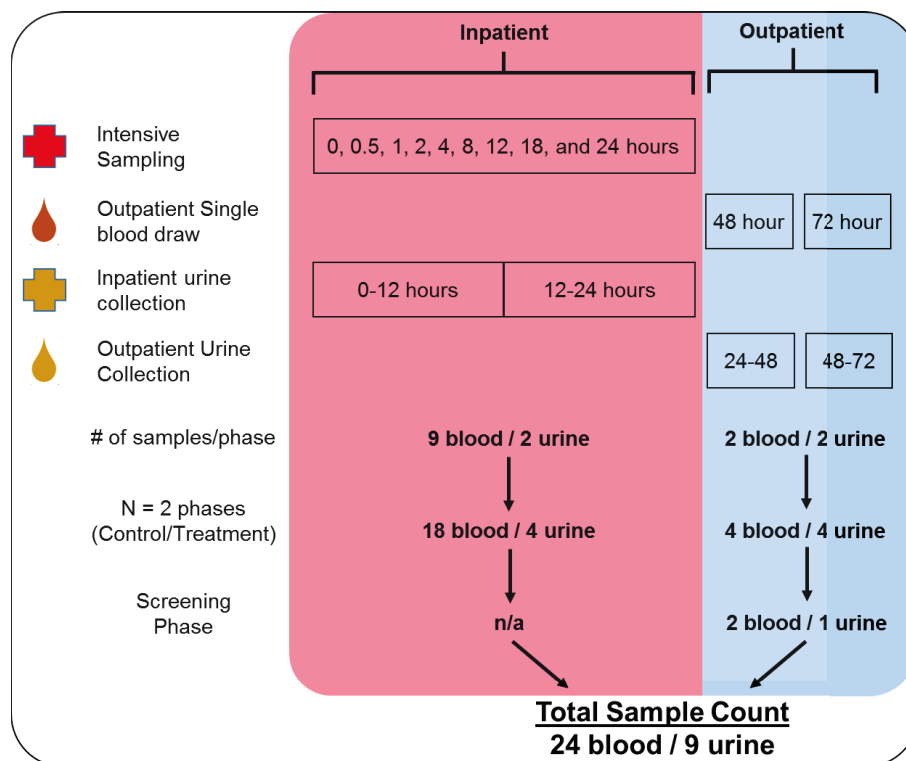 Inpatient
Outpatient
Intensive
Sampling
0, 0.5, 1, 2, 4, 8, 12, 18, and 24 hours
Outpatient Single
blood draw
48 hour
72 hour
Inpatient urine
collection
0-12 hours
12-24 hours
Outpatient Urine
Collection
24-48
48-72
# of samples/phase
9 blood / 2 urine
2 blood / 2 urine
N = 2 phases
(Control/Treatment)
18 blood / 4 urine
4 blood / 4 urine
Screening
Phase
n/a
2 blood / 1 urine
Total Sample Count
24 blood / 9 urine